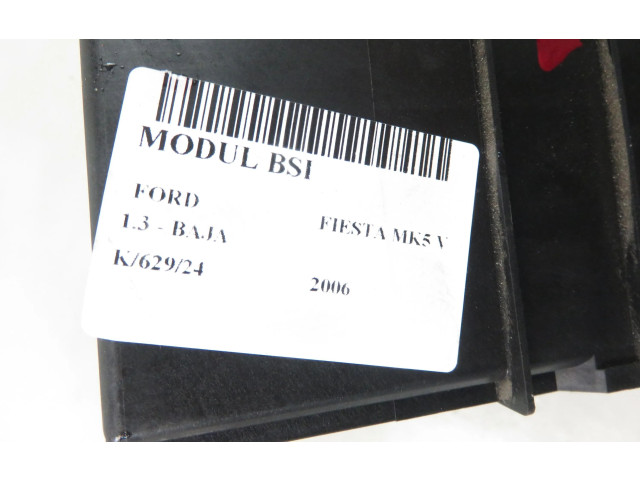 MODUL BSI
FORD
1.3 - BAJA FIESTA MK5 V
K/629/24 2006